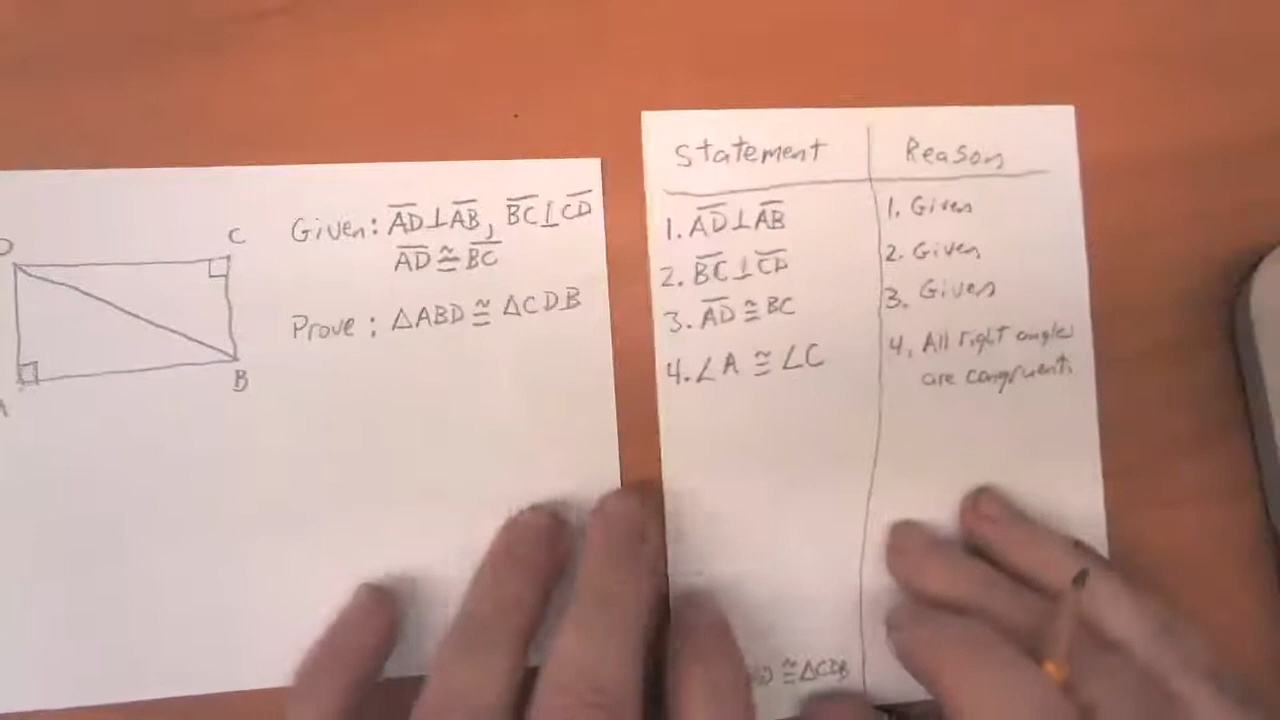 D
C
A
B
Given: AD⊥AB, BC⊥CD
AD≅BC
Prove: △ABD ≅ △CDB
Statement
Reason
1. AD⊥AB
1. Given
2. BC⊥CD
2. Given
3. AD≅BC
3. Given
4. ∠A ≅ ∠C
4. All right angles
are congruent.
≅△CDB